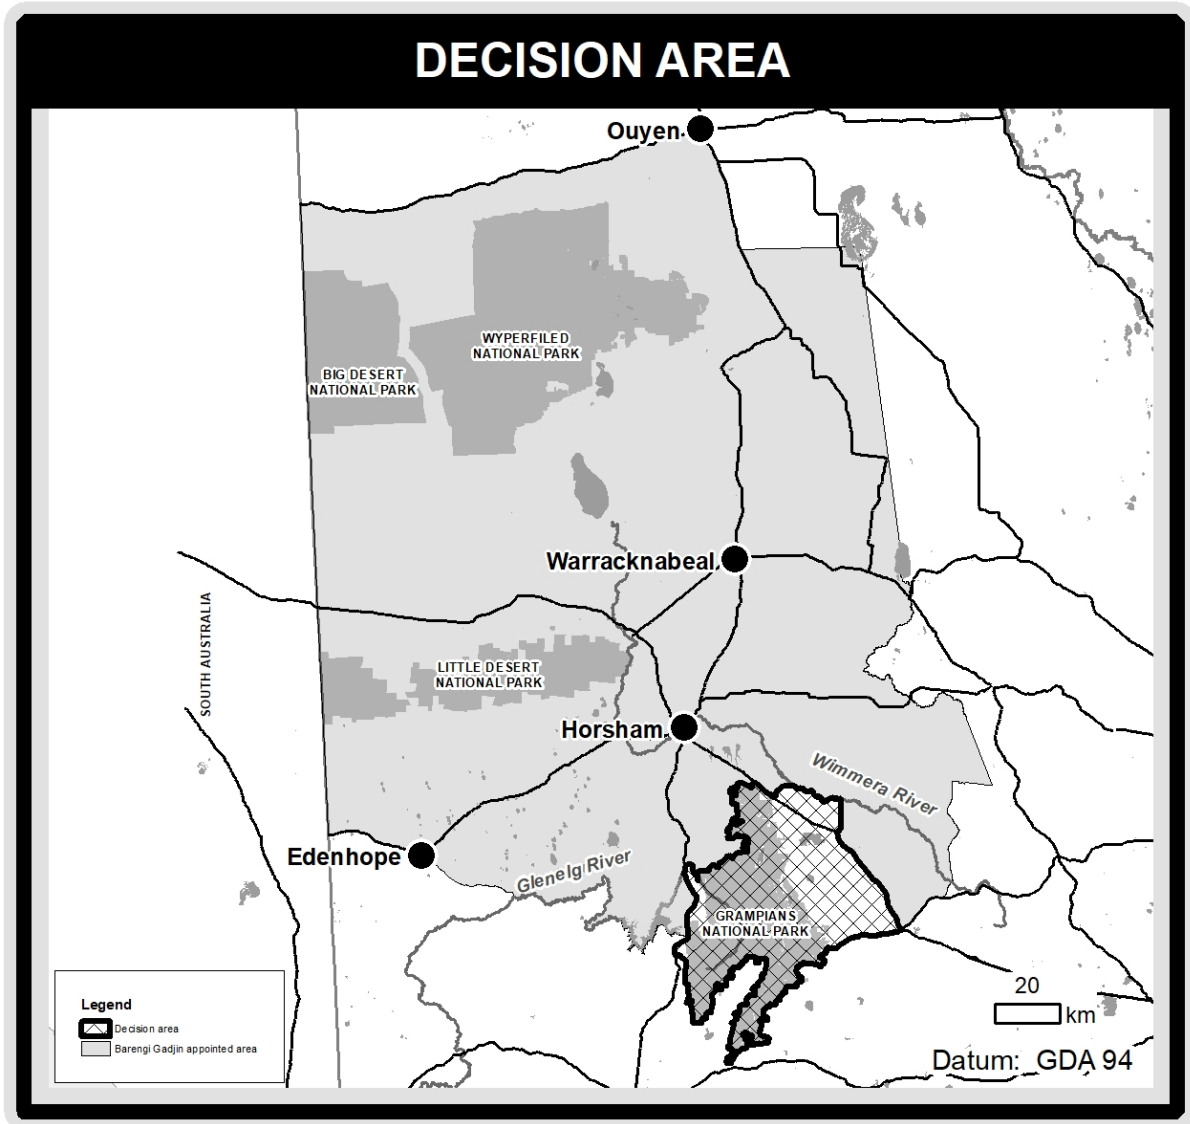 DECISION AREA
Ouyen
WYPERFILED
NATIONAL PARK
BIG DESERT
NATIONAL PARK
Warracknabeal
SOUTH AUSTRALIA
LITTLE DESERT
NATIONAL PARK
Horsham
Wimmera River
Edenhope
Glenelg River
GRAMPIANS
NATIONAL PARK
Legend
Decision area
Barengi Gadjin appointed area
20
km
Datum: GDA 94